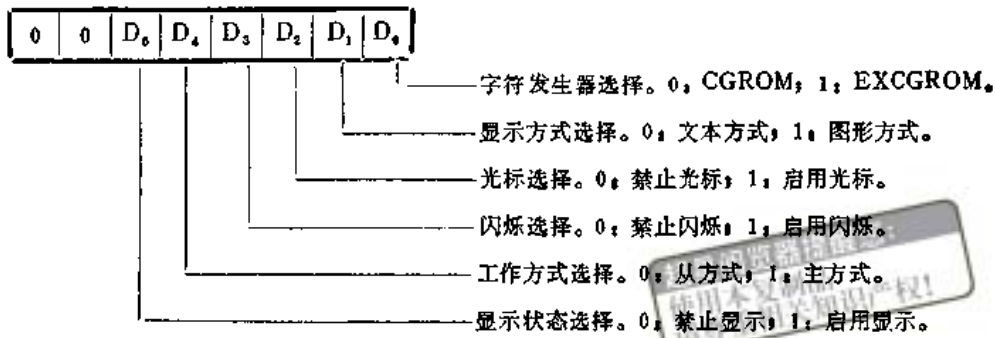 0 0 D₅ D₄ D₃ D₂ D₁ D₀
字符发生器选择。0：CGROM；1：EXCGROM。
显示方式选择。0：文本方式；1：图形方式。
光标选择。0：禁止光标；1：启用光标。
闪烁选择。0：禁止闪烁；1：启用闪烁。
工作方式选择。0：从方式；1：主方式。
显示状态选择。0：禁止显示；1：启用显示。